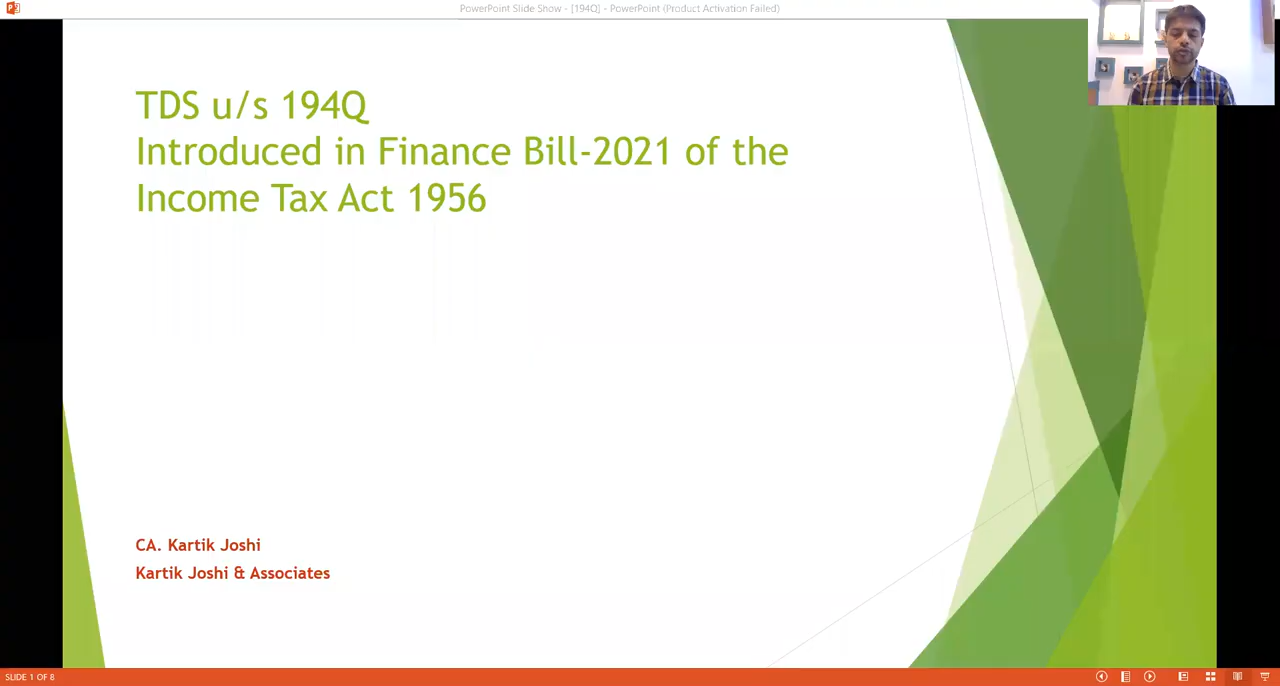 PowerPoint Slide Show - [194Q] - PowerPoint (Product Activation Failed)
TDS u/s 194Q
Introduced in Finance Bill-2021 of the
Income Tax Act 1956
CA. Kartik Joshi
Kartik Joshi & Associates
SLIDE 1 OF 8